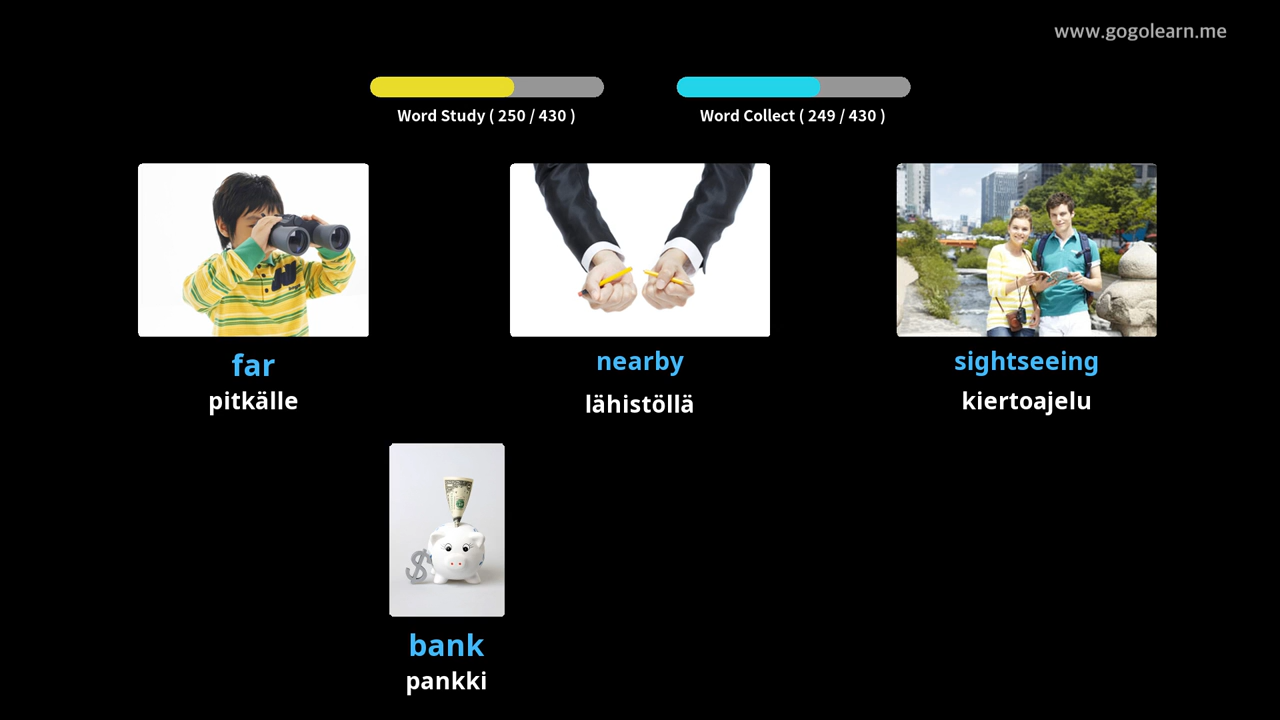 www.gogolearn.me
Word Study ( 250 / 430 )
Word Collect ( 249 / 430 )
far
pitkälle
nearby
lähistöllä
sightseeing
kiertoajelu
$
bank
pankki